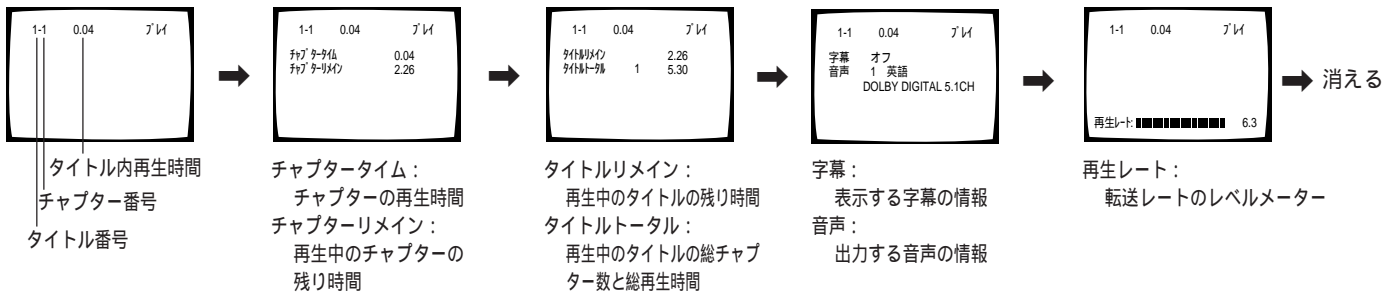 1-1 0.04 プレイ
タイトル内再生時間
チャプター番号
タイトル番号
1-1 0.04 プレイ
チャプタータイム 0.04
チャプターリメイン 2.26
チャプタータイム：
チャプターの再生時間
チャプターリメイン：
再生中のチャプターの
残り時間
1-1 0.04 プレイ
タイトルリメイン 2.26
タイトルトータル 1 5.30
タイトルリメイン：
再生中のタイトルの残り時間
タイトルトータル：
再生中のタイトルの総チャプ
ター数と総再生時間
1-1 0.04 プレイ
字幕 オフ
音声 1 英語
DOLBY DIGITAL 5.1CH
字幕：
表示する字幕の情報
音声：
出力する音声の情報
1-1 0.04 プレイ
再生レート: 6.3
再生レート：
転送レートのレベルメーター
消える